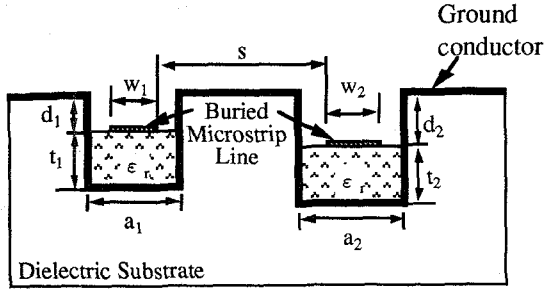 Ground
conductor
s
w1
w2
d1
Buried
Microstrip
Line
d2
t1
εr
εr
t2
a1
a2
Dielectric Substrate